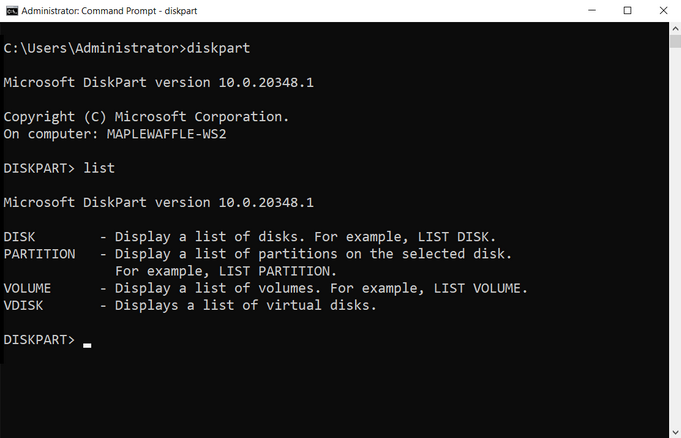 Administrator: Command Prompt - diskpart
C:\Users\Administrator>diskpart
Microsoft DiskPart version 10.0.20348.1
Copyright (C) Microsoft Corporation.
On computer: MAPLEWAFFLE-WS2
DISKPART> list
Microsoft DiskPart version 10.0.20348.1
DISK        - Display a list of disks. For example, LIST DISK.
PARTITION   - Display a list of partitions on the selected disk.
              For example, LIST PARTITION.
VOLUME      - Display a list of volumes. For example, LIST VOLUME.
VDISK       - Displays a list of virtual disks.
DISKPART>